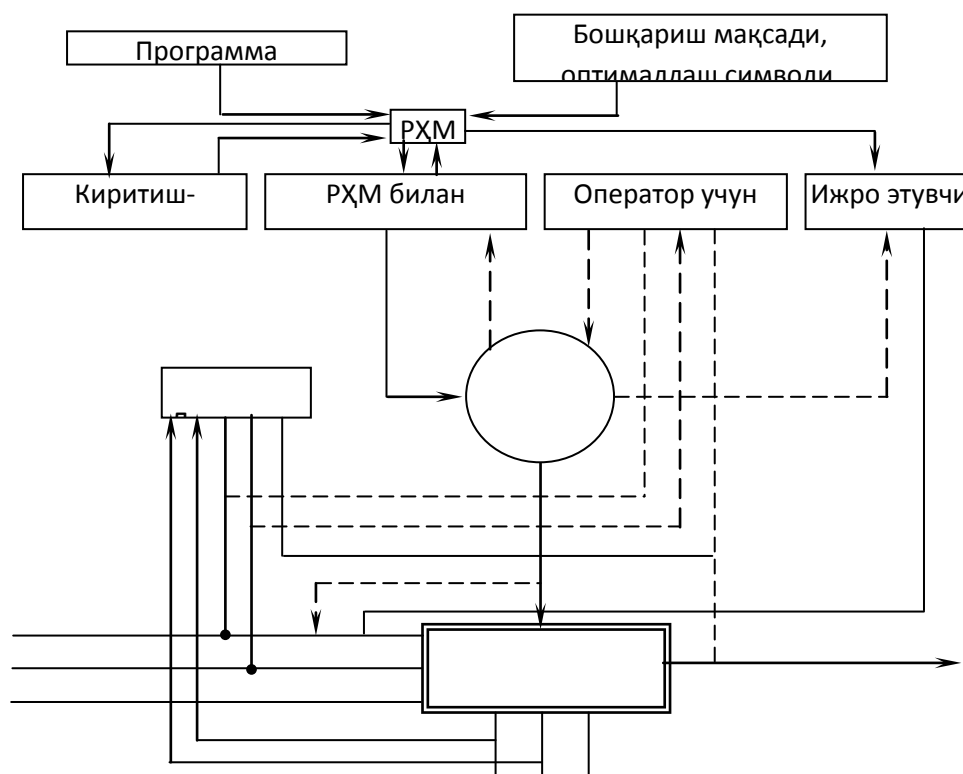 Программа
Бошқариш мақсади,
оптималлаш символи
РҲМ
Киритиш-
РҲМ билан
Оператор учун
Ижро этувчи